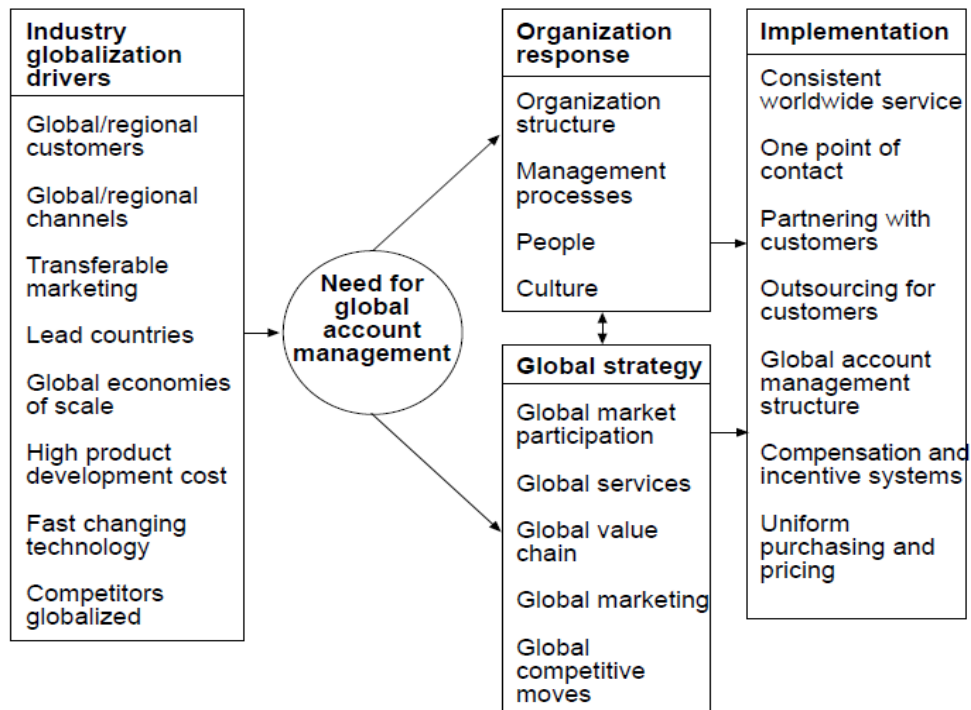 Industry
globalization
drivers
Global/regional
customers
Global/regional
channels
Transferable
marketing
Lead countries
Global economies
of scale
High product
development cost
Fast changing
technology
Competitors
globalized
Need for
global
account
management
Organization
response
Organization
structure
Management
processes
People
Culture
Global strategy
Global market
participation
Global services
Global value
chain
Global marketing
Global
competitive
moves
Implementation
Consistent
worldwide service
One point of
contact
Partnering with
customers
Outsourcing for
customers
Global account
management
structure
Compensation and
incentive systems
Uniform
purchasing and
pricing